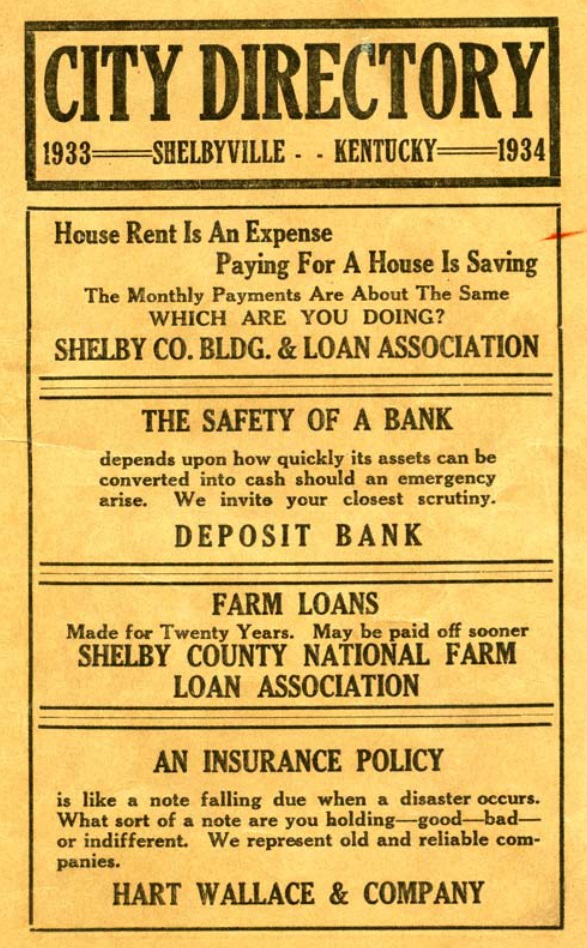 CITY DIRECTORY
1933——SHELBYVILLE - - KENTUCKY——1934
House Rent Is An Expense
Paying For A House Is Saving
The Monthly Payments Are About The Same
WHICH ARE YOU DOING?
SHELBY CO. BLDG. & LOAN ASSOCIATION
THE SAFETY OF A BANK
depends upon how quickly its assets can be
converted into cash should an emergency
arise. We invite your closest scrutiny.
DEPOSIT BANK
FARM LOANS
Made for Twenty Years. May be paid off sooner
SHELBY COUNTY NATIONAL FARM
LOAN ASSOCIATION
AN INSURANCE POLICY
is like a note falling due when a disaster occurs.
What sort of a note are you holding—good—bad—
or indifferent. We represent old and reliable com-
panies.
HART WALLACE & COMPANY